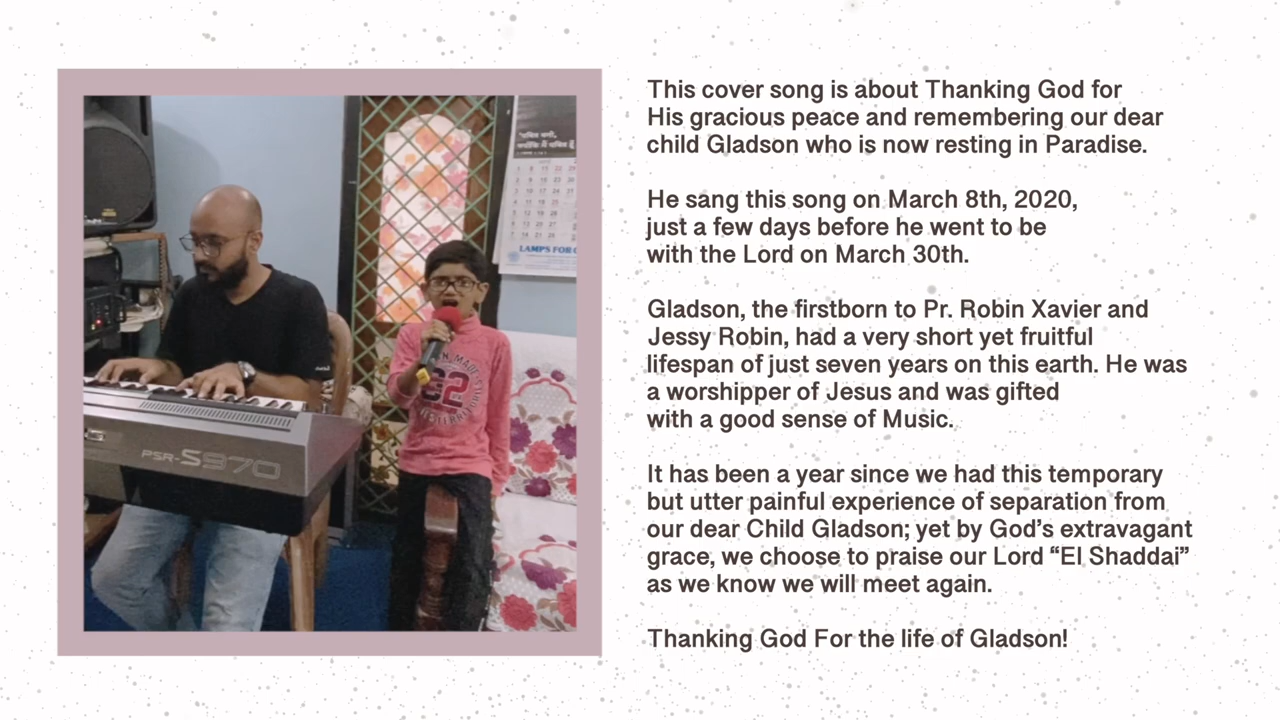 This cover song is about Thanking God for
His gracious peace and remembering our dear
child Gladson who is now resting in Paradise.
He sang this song on March 8th, 2020,
just a few days before he went to be
with the Lord on March 30th.
Gladson, the firstborn to Pr. Robin Xavier and
Jessy Robin, had a very short yet fruitful
lifespan of just seven years on this earth. He was
a worshipper of Jesus and was gifted
with a good sense of Music.
It has been a year since we had this temporary
but utter painful experience of separation from
our dear Child Gladson; yet by God’s extravagant
grace, we choose to praise our Lord “El Shaddai”
as we know we will meet again.
Thanking God For the life of Gladson!
PSR-S970
LAMPS FOR
32